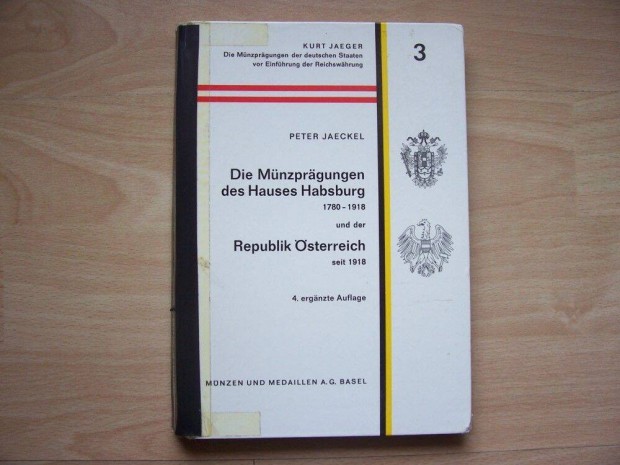 KURT JAEGER
Die Münzprägungen der deutschen Staaten
vor Einführung der Reichswährung
3
PETER JAECKEL
Die Münzprägungen
des Hauses Habsburg
1780-1918
und der
Republik Österreich
seit 1918
4. ergänzte Auflage
MÜNZEN UND MEDAILLEN A.G. BASEL